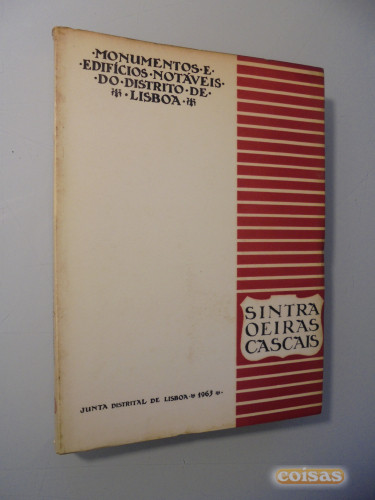 ·MONUMENTOS·E·
·EDIFÍCIOS·NOTÁVEIS·
·DO·DISTRITO·DE·
·LISBOA·
SINTRA
OEIRAS
CASCAIS
JUNTA DISTRITAL DE LISBOA· 1963
coisas